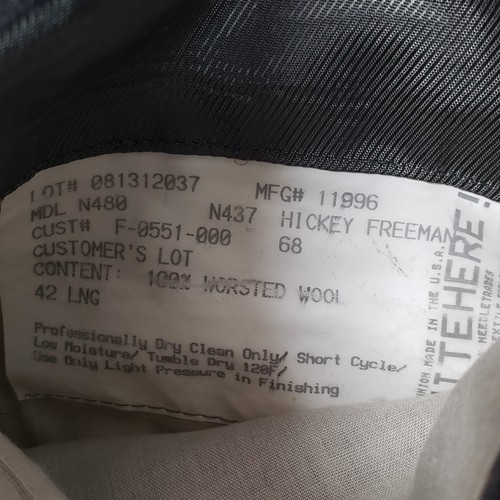 LOT# 081312037 MFG# 11996
MDL N480 N437 HICKEY FREEMAN
CUST# F-0551-000 68
CUSTOMER'S LOT
CONTENT: 100% WORSTED WOOL
42 LNG
Professionally Dry Clean Only/ Short Cycle/
Low Moisture/ Tumble Dry 120F/
Use Only Light Pressure in Finishing
UNION MADE IN THE U.S.A.
NEEDLETRADES